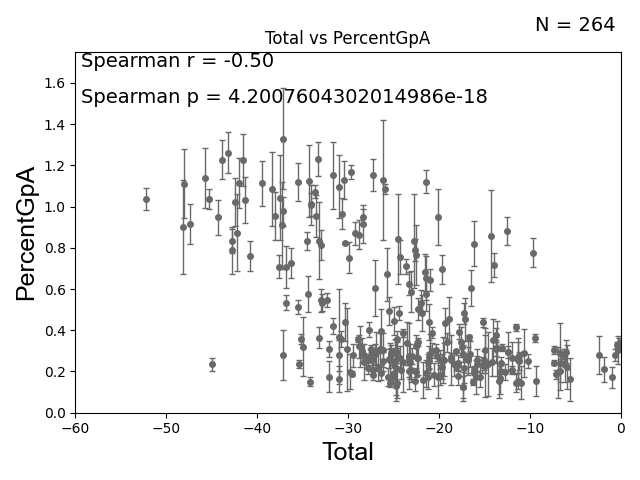 N = 264
Total vs PercentGpA
Spearman r = -0.50
Spearman p = 4.2007604302014986e-18
PercentGpA
1.6
1.4
1.2
1.0
0.8
0.6
0.4
0.2
0.0
−60 −50 −40 −30 −20 −10 0
Total